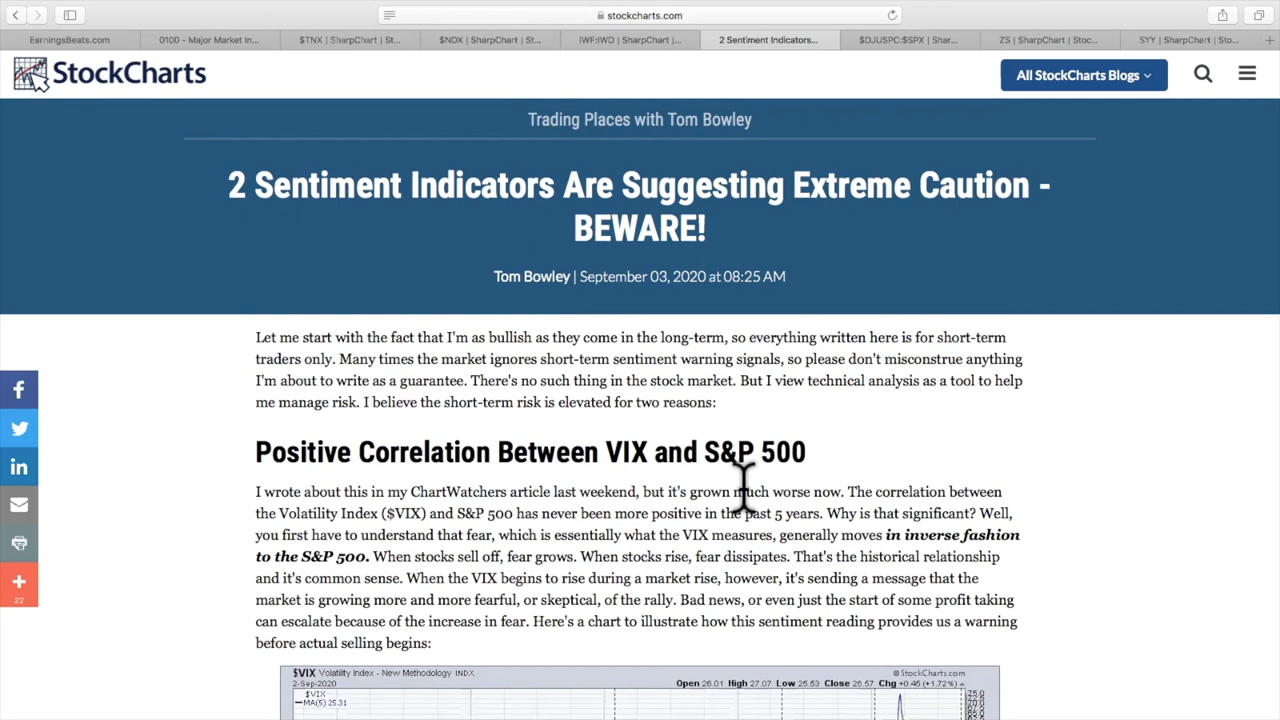 stockcharts.com
EarningsBeats.com
0100 - Major Market In...
$TNX | SharpChart | St...
$NDX | SharpChart | St...
IWF:IWD | SharpChart |...
2 Sentiment Indicators...
$DJUSPC:$SPX | Shar...
ZS | SharpChart | Stoc...
SYY | SharpChart | Sto...
StockCharts
All StockCharts Blogs
Trading Places with Tom Bowley
2 Sentiment Indicators Are Suggesting Extreme Caution -
BEWARE!
Tom Bowley | September 03, 2020 at 08:25 AM
Let me start with the fact that I'm as bullish as they come in the long-term, so everything written here is for short-term
traders only. Many times the market ignores short-term sentiment warning signals, so please don't misconstrue anything
I'm about to write as a guarantee. There's no such thing in the stock market. But I view technical analysis as a tool to help
me manage risk. I believe the short-term risk is elevated for two reasons:
Positive Correlation Between VIX and S&P 500
I wrote about this in my ChartWatchers article last weekend, but it's grown much worse now. The correlation between
the Volatility Index ($VIX) and S&P 500 has never been more positive in the past 5 years. Why is that significant? Well,
you first have to understand that fear, which is essentially what the VIX measures, generally moves in inverse fashion
to the S&P 500. When stocks sell off, fear grows. When stocks rise, fear dissipates. That's the historical relationship
and it's common sense. When the VIX begins to rise during a market rise, however, it's sending a message that the
market is growing more and more fearful, or skeptical, of the rally. Bad news, or even just the start of some profit taking
can escalate because of the increase in fear. Here's a chart to illustrate how this sentiment reading provides us a warning
before actual selling begins:
22
$VIX Volatility Index - New Methodology INDX
© StockCharts.com
2-Sep-2020
Open 26.01 High 27.07 Low 25.53 Close 26.57 Chg +0.45 (+1.72%)
$VIX
MA(5) 25.31
75.0